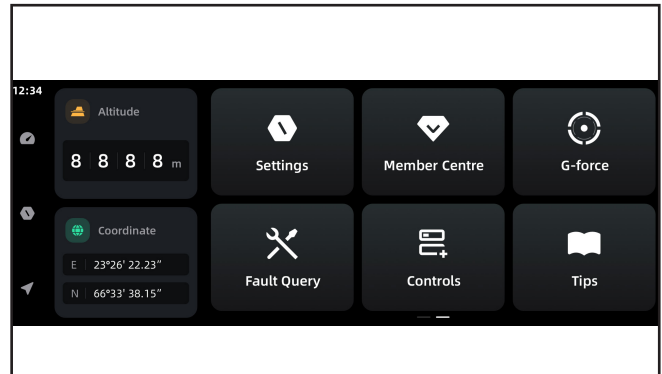 12:34
Altitude
8 8 8 8 m
Settings
Member Centre
G-force
Coordinate
E 23°26' 22.23"
N 66°33' 38.15"
Fault Query
Controls
Tips